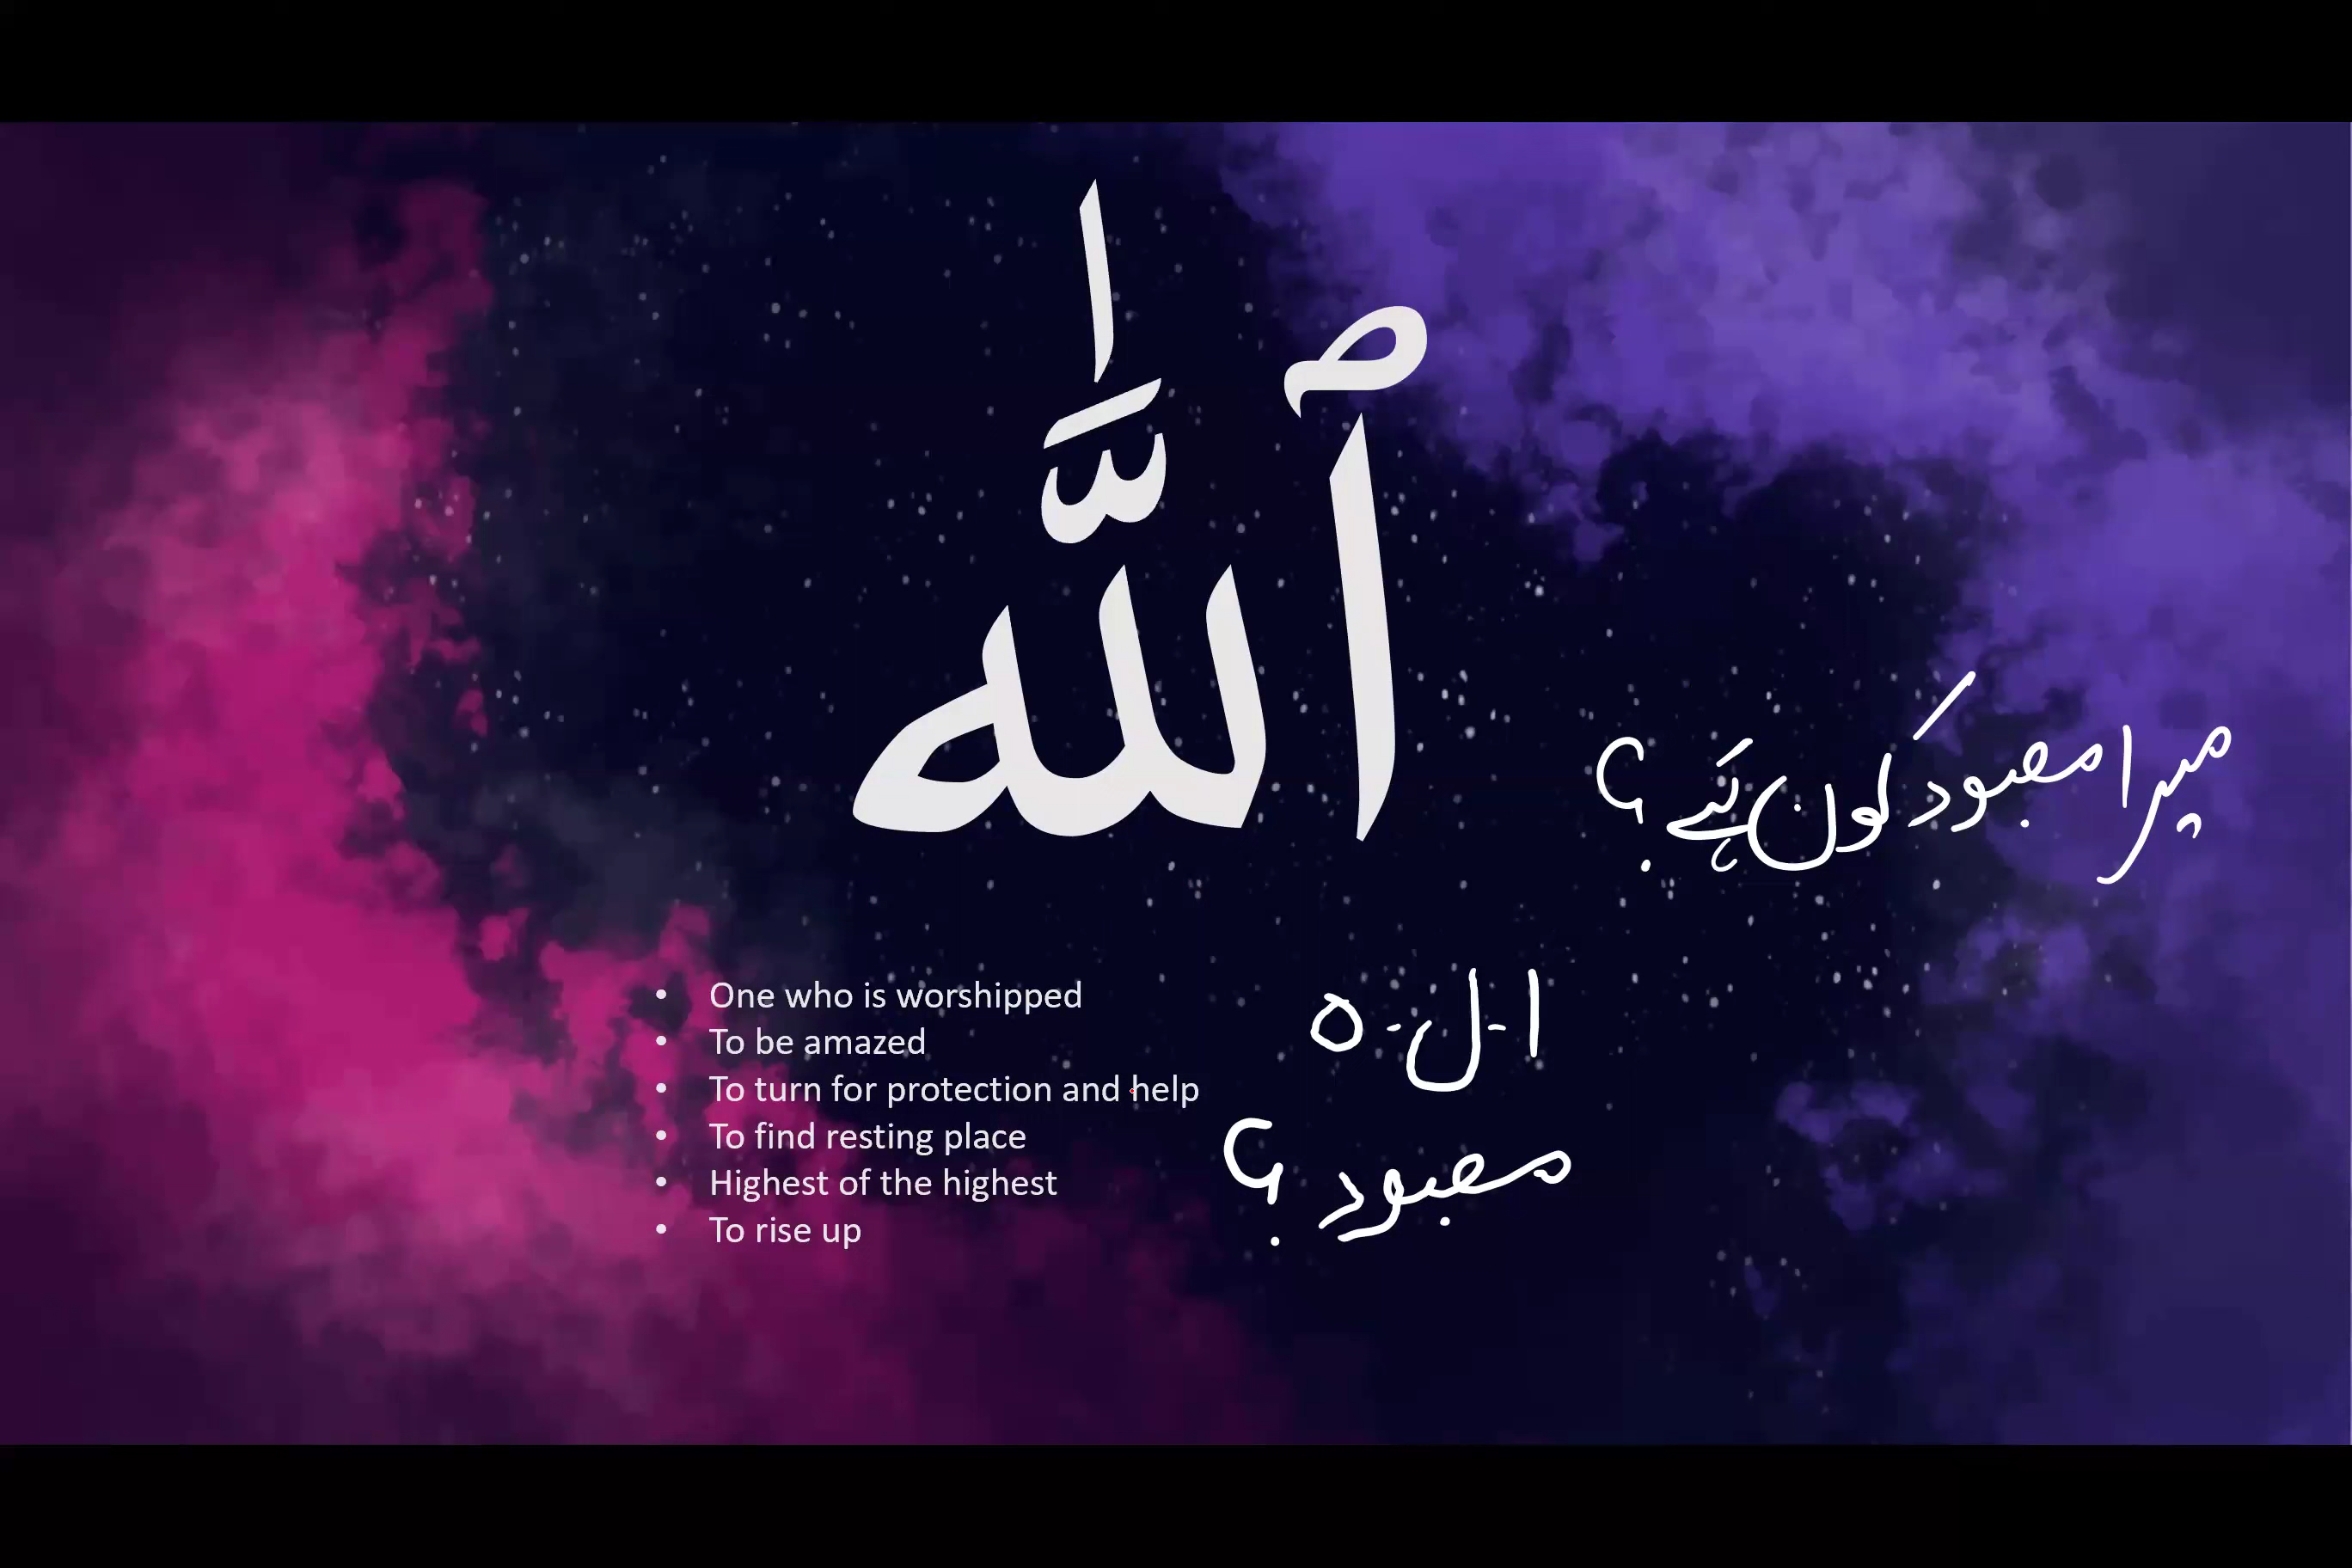 ٱللَّٰه
میرا معبود کون ہے؟
• One who is worshipped
• To be amazed
• To turn for protection and help
• To find resting place
• Highest of the highest
• To rise up
ا-ل-ہ
معبود؟